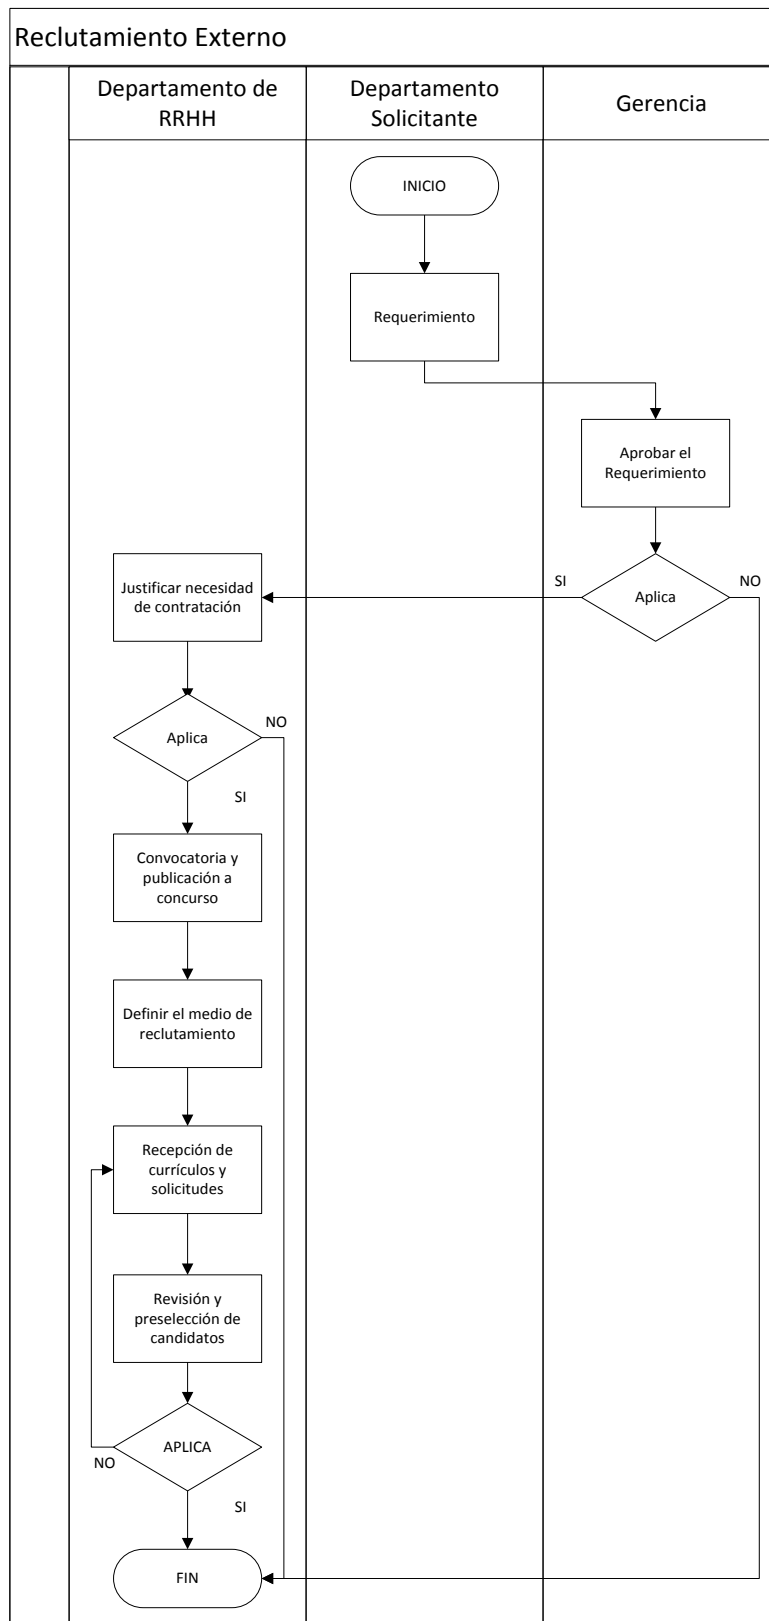 Reclutamiento Externo
Departamento de
RRHH
Departamento
Solicitante
Gerencia
INICIO
Requerimiento
Aprobar el
Requerimiento
Aplica
SI
NO
Justificar necesidad
de contratación
Aplica
NO
SI
Convocatoria y
publicación a
concurso
Definir el medio de
reclutamiento
Recepción de
currículos y
solicitudes
Revisión y
preselección de
candidatos
APLICA
NO
SI
FIN